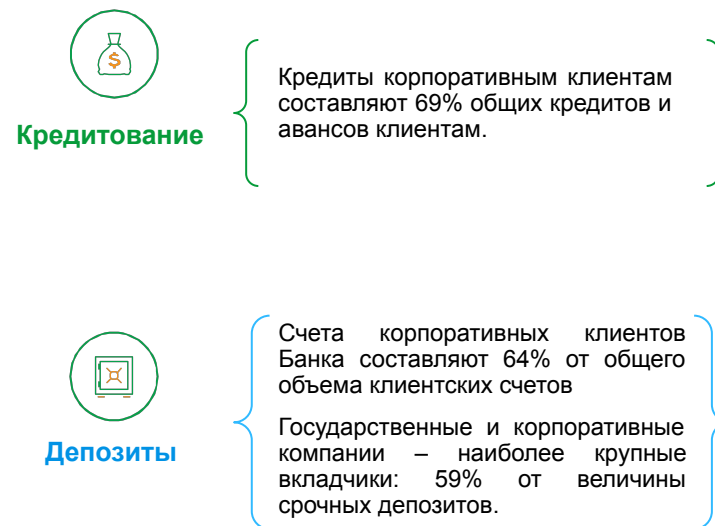 $
Кредитование
Кредиты корпоративным клиентам
составляют 69% общих кредитов и
авансов клиентам.
Депозиты
Счета корпоративных клиентов
Банка составляют 64% от общего
объема клиентских счетов
Государственные и корпоративные
компании – наиболее крупные
вкладчики: 59% от величины
срочных депозитов.